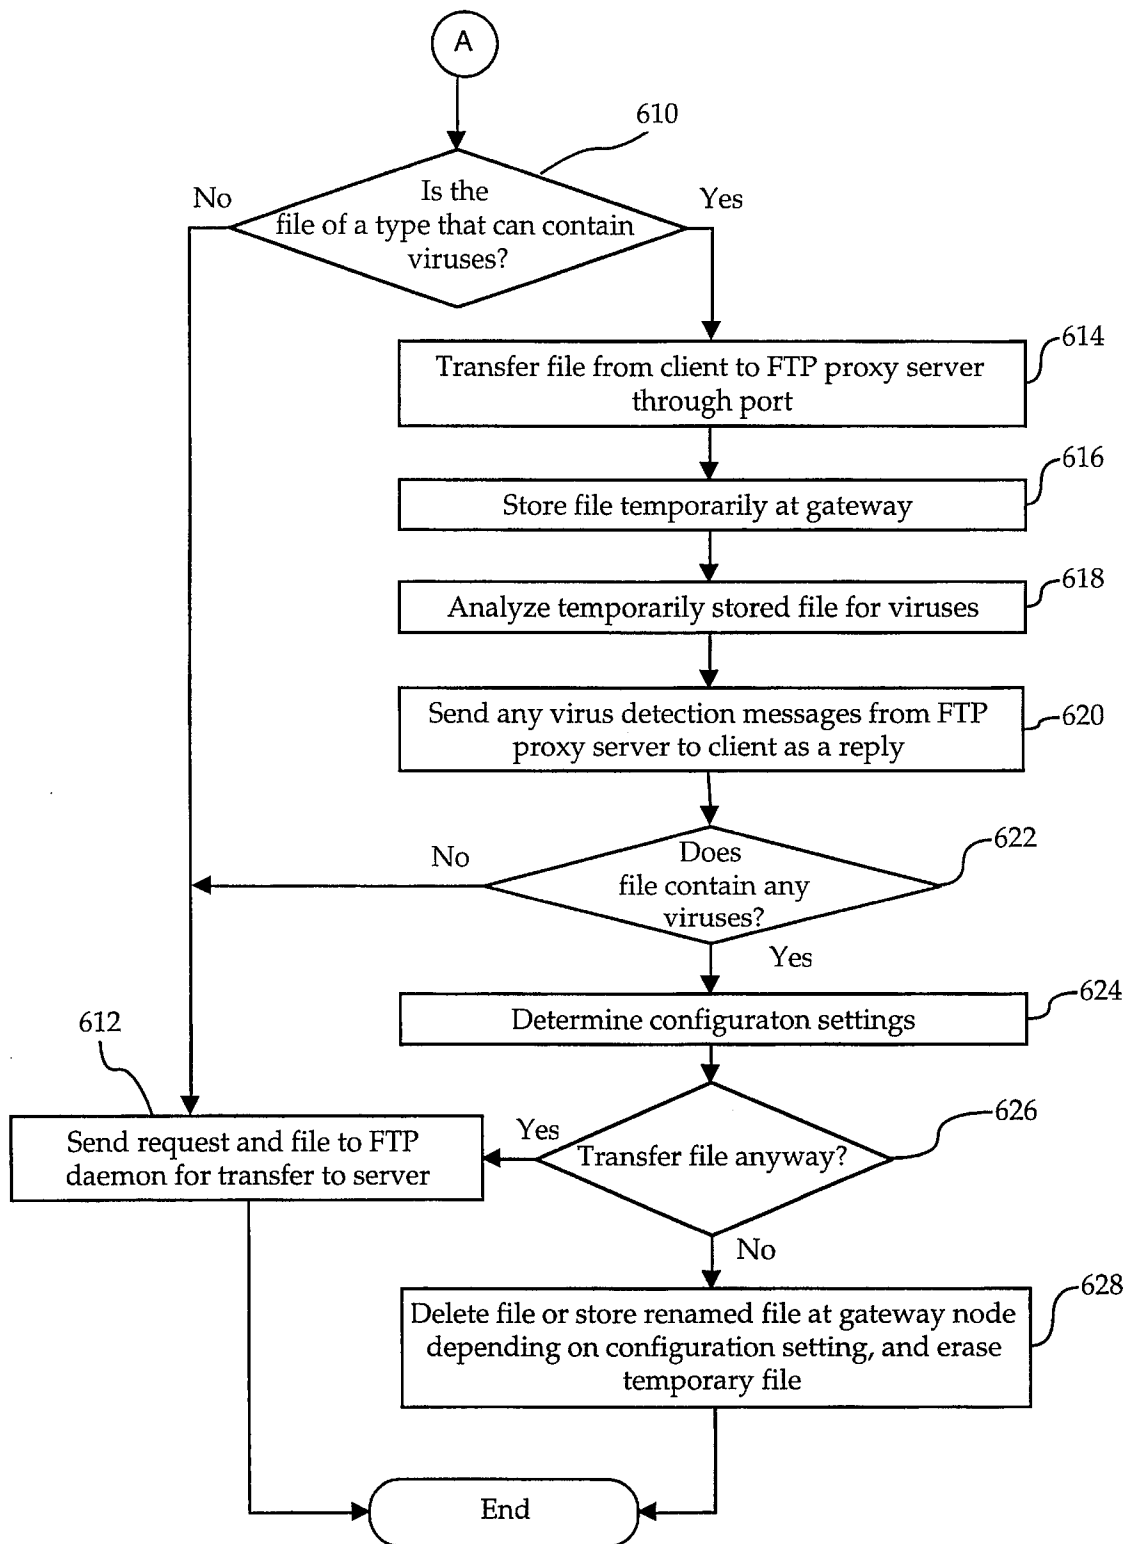 A
610
Is the
file of a type that can contain
viruses?
No
Yes
614
Transfer file from client to FTP proxy server
through port
616
Store file temporarily at gateway
618
Analyze temporarily stored file for viruses
620
Send any virus detection messages from FTP
proxy server to client as a reply
622
Does
file contain any
viruses?
No
Yes
624
Determine configuraton settings
612
Send request and file to FTP
daemon for transfer to server
626
Transfer file anyway?
Yes
No
628
Delete file or store renamed file at gateway node
depending on configuration setting, and erase
temporary file
End